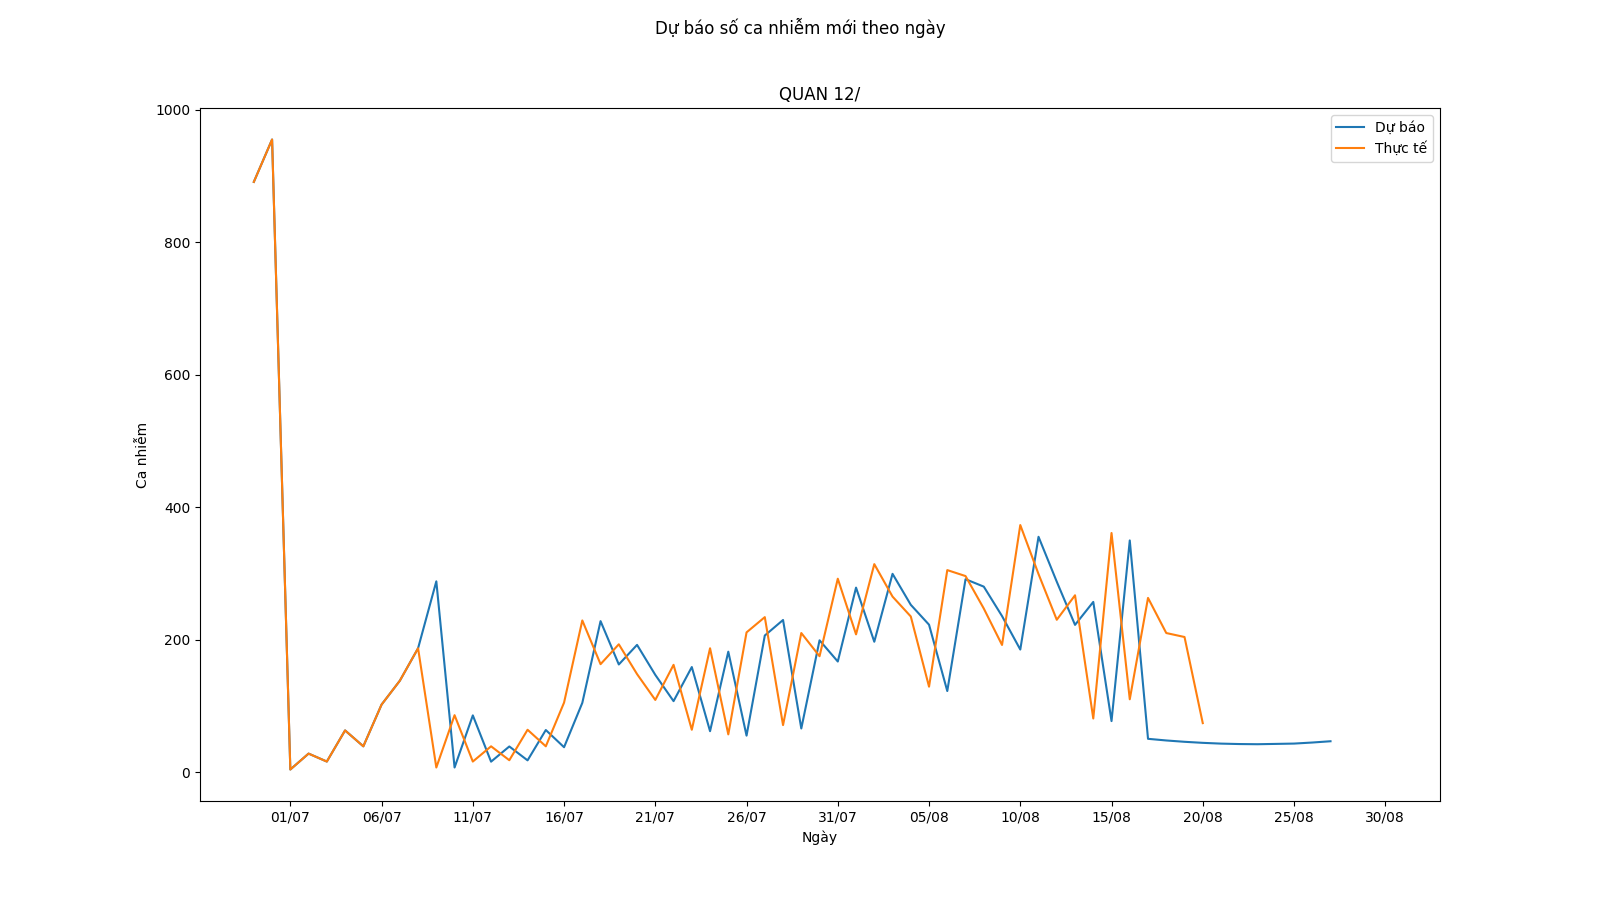 Dự báo số ca nhiễm mới theo ngày
QUAN 12/
Dự báo
Thực tế
1000
800
600
400
200
0
Ca nhiễm
01/07 06/07 11/07 16/07 21/07 26/07 31/07 05/08 10/08 15/08 20/08 25/08 30/08
Ngày